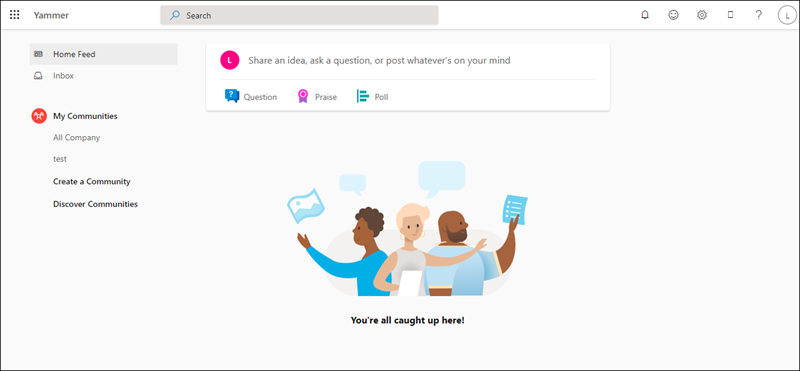 Yammer
Search
L
Home Feed
Inbox
My Communities
All Company
test
Create a Community
Discover Communities
L
Share an idea, ask a question, or post whatever's on your mind
Question
Praise
Poll
You're all caught up here!